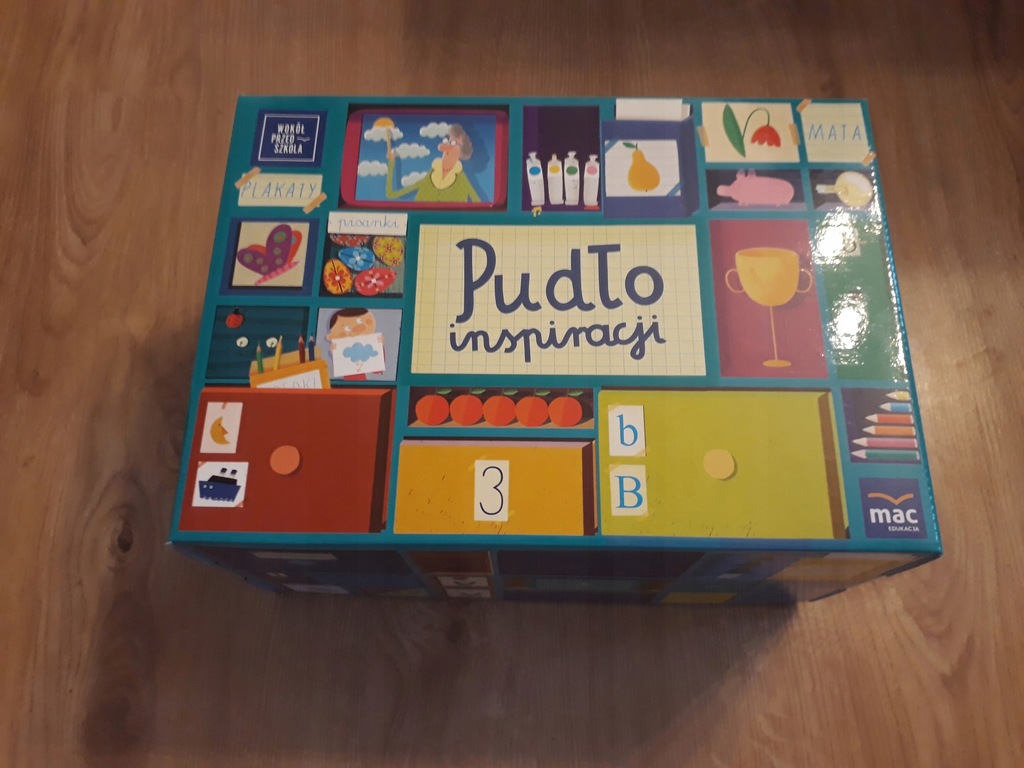 WOKÓŁ
PRZED
SZKOLA
PLAKATY
pisanki
MATA
Pudło
inspiracji
3
b
B
mac
EDUKACJA